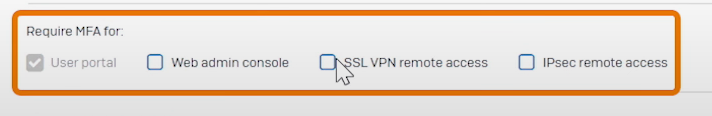 Require MFA for:
User portal Web admin console SSL VPN remote access IPsec remote access